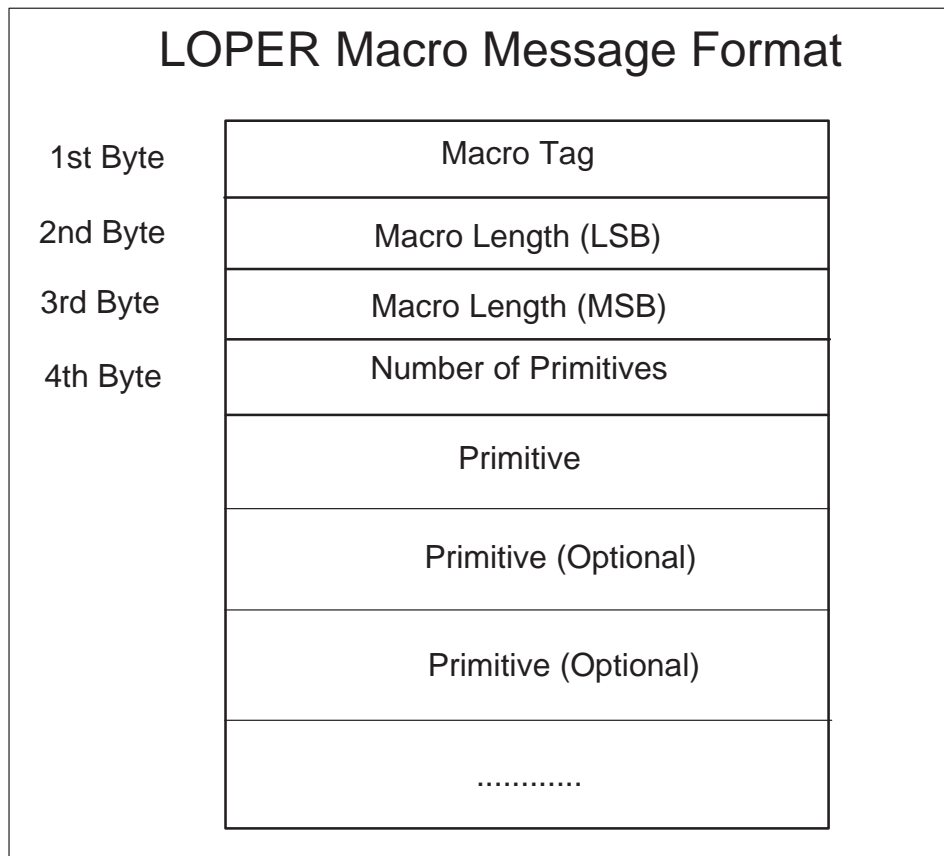 LOPER Macro Message Format
1st Byte Macro Tag
2nd Byte Macro Length (LSB)
3rd Byte Macro Length (MSB)
4th Byte Number of Primitives
Primitive
Primitive (Optional)
Primitive (Optional)
............